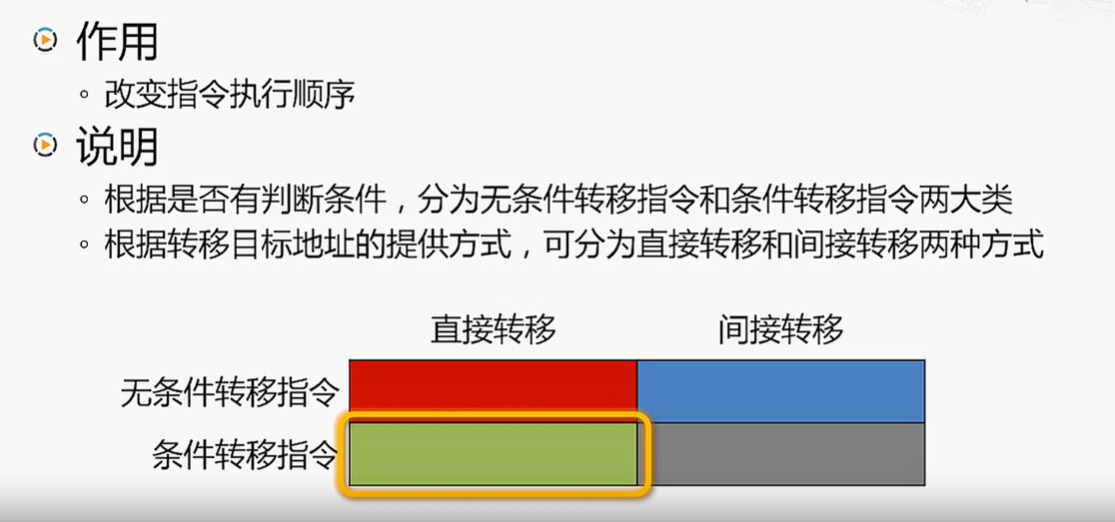 作用
改变指令执行顺序
说明
根据是否有判断条件，分为无条件转移指令和条件转移指令两大类
根据转移目标地址的提供方式，可分为直接转移和间接转移两种方式
直接转移 间接转移
无条件转移指令
条件转移指令